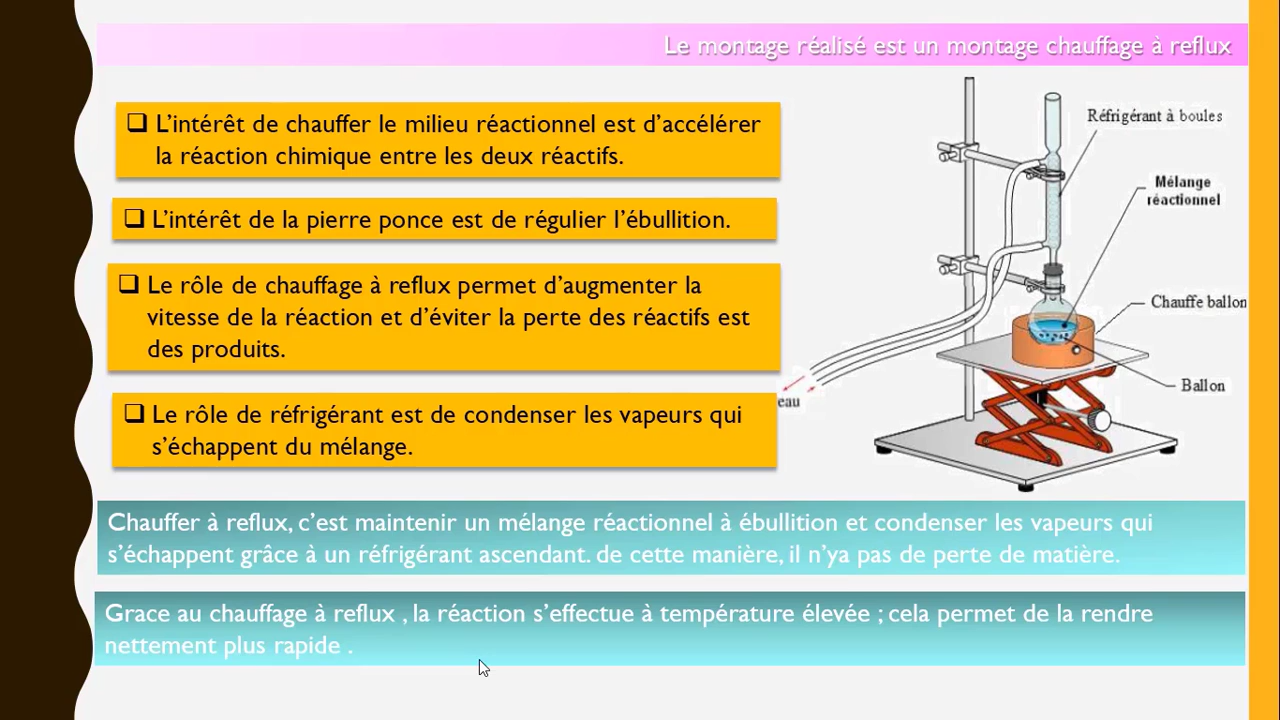 Le montage réalisé est un montage chauffage à reflux
❑ L’intérêt de chauffer le milieu réactionnel est d’accélérer
la réaction chimique entre les deux réactifs.
❑ L’intérêt de la pierre ponce est de régulier l’ébullition.
❑ Le rôle de chauffage à reflux permet d’augmenter la
vitesse de la réaction et d’éviter la perte des réactifs est
des produits.
❑ Le rôle de réfrigérant est de condenser les vapeurs qui
s’échappent du mélange.
Réfrigérant à boules
Mélange
réactionnel
Chauffe ballon
Ballon
eau
Chauffer à reflux, c’est maintenir un mélange réactionnel à ébullition et condenser les vapeurs qui
s’échappent grâce à un réfrigérant ascendant. de cette manière, il n’ya pas de perte de matière.
Grace au chauffage à reflux , la réaction s’effectue à température élevée ; cela permet de la rendre
nettement plus rapide .